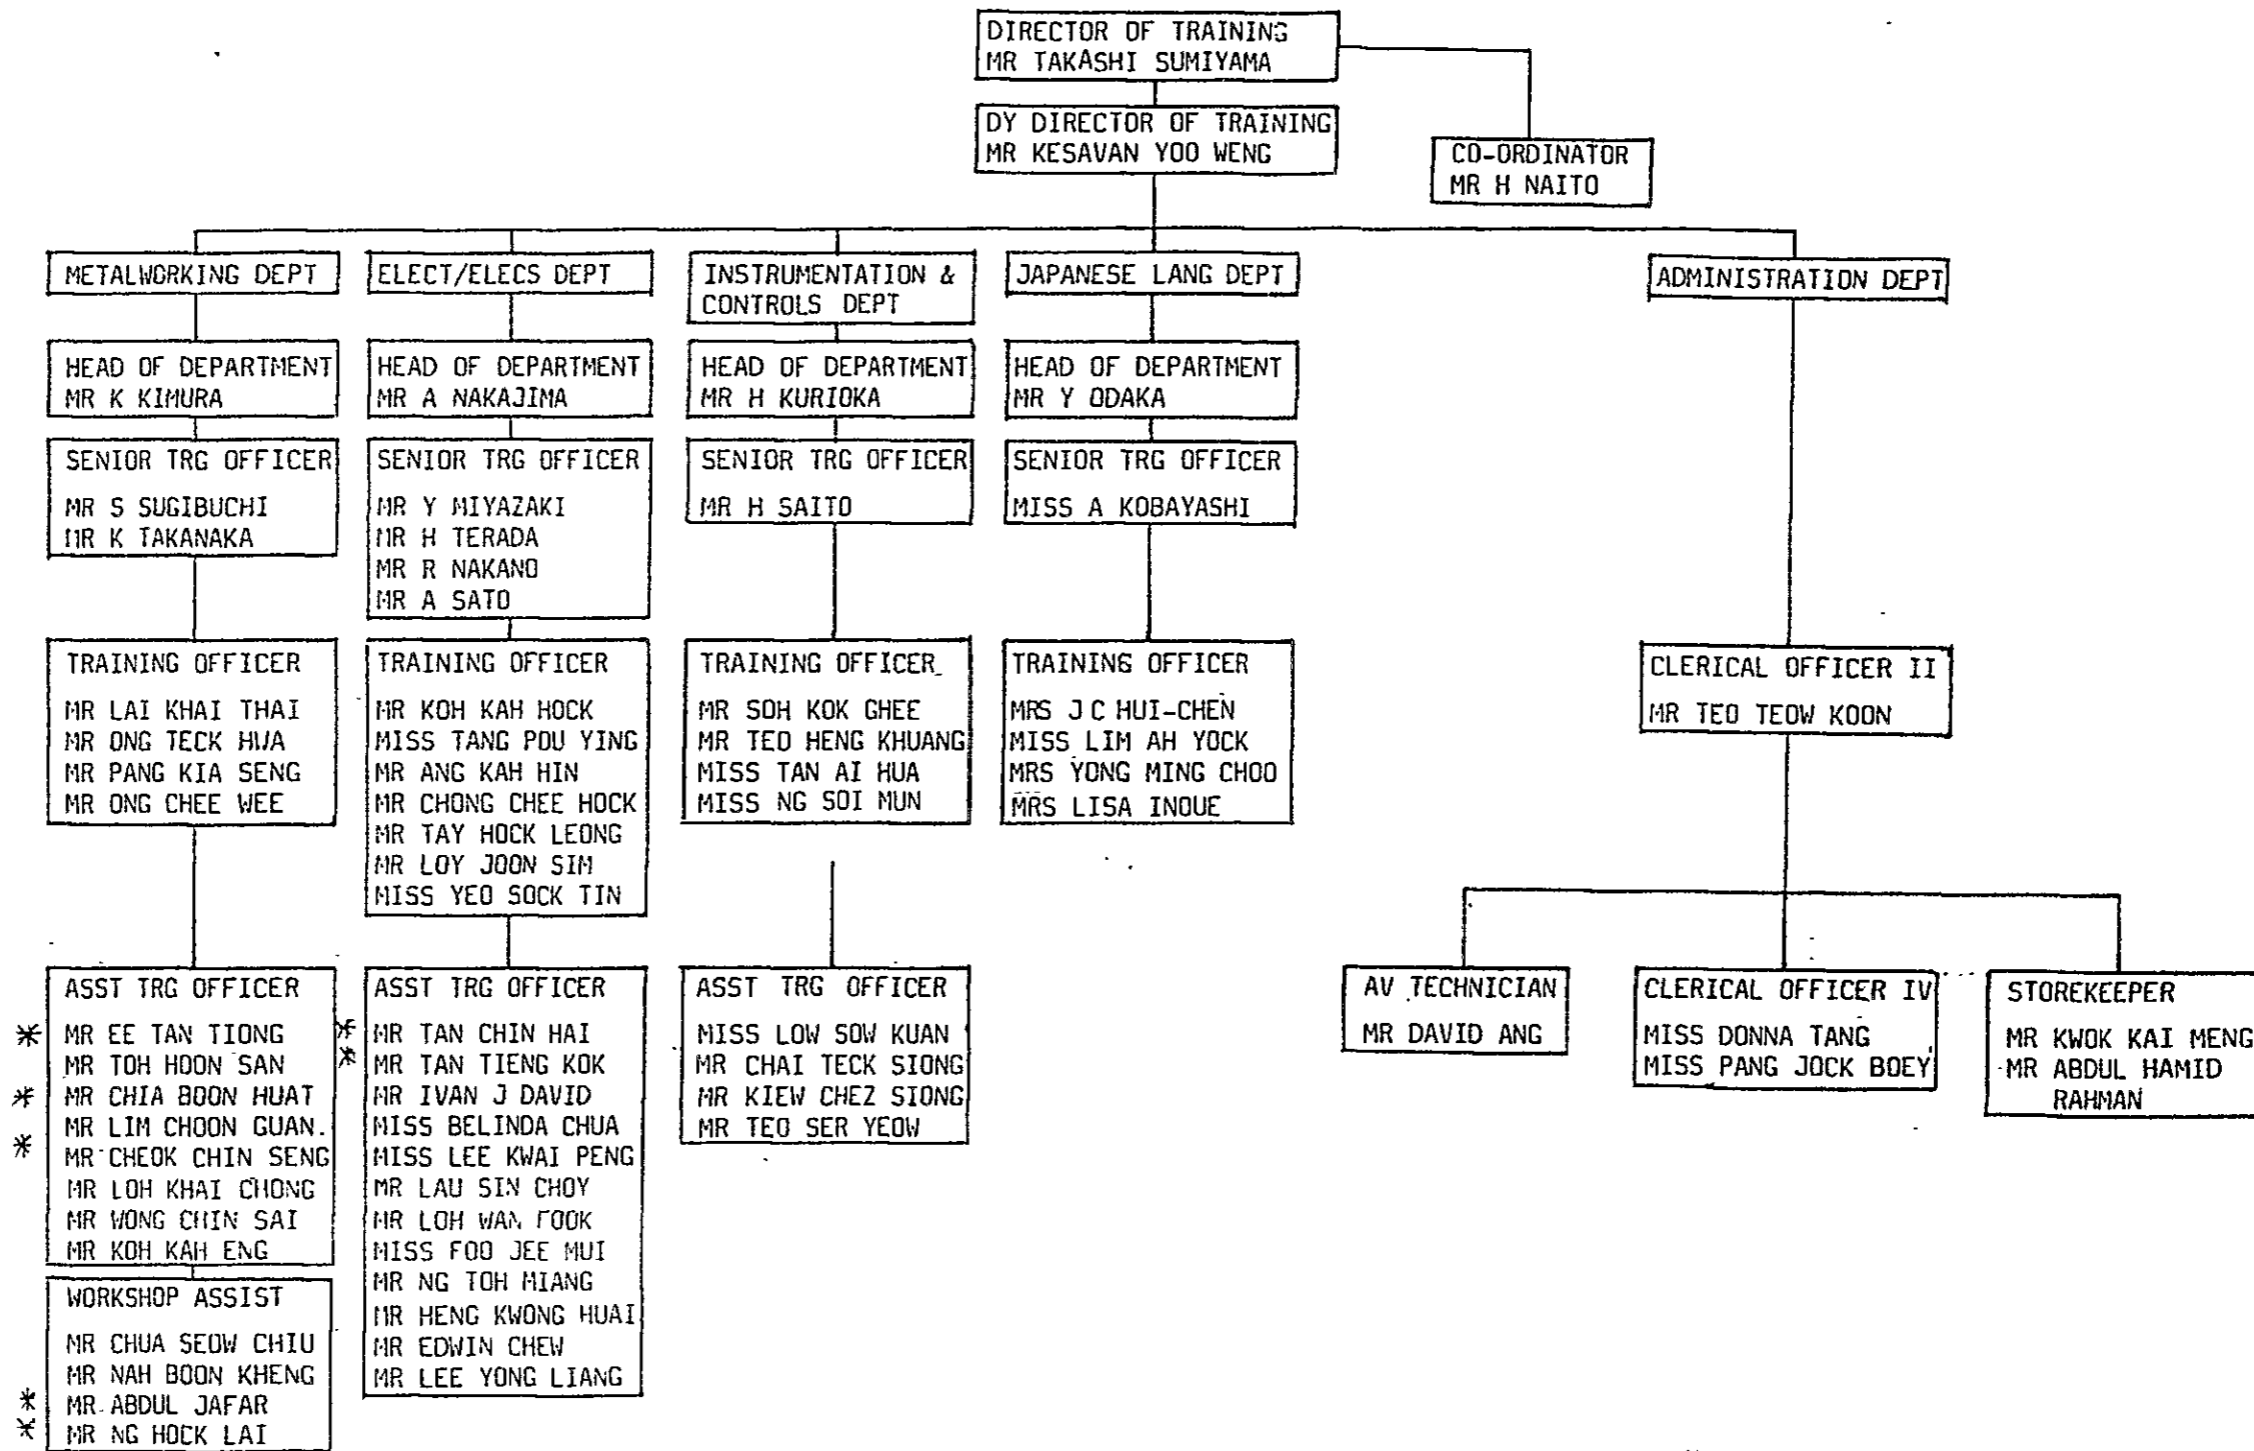 DIRECTOR OF TRAINING
MR TAKASHI SUMIYAMA
DY DIRECTOR OF TRAINING
MR KESAVAN YOO WENG
CO-ORDINATOR
MR H NAITO
METALWORKING DEPT
HEAD OF DEPARTMENT
MR K KIMURA
SENIOR TRG OFFICER
MR S SUGIBUCHI
MR K TAKANAKA
TRAINING OFFICER
MR LAI KHAI THAI
MR ONG TECK HUA
MR PANG KIA SENG
MR ONG CHEE WEE
ASST TRG OFFICER
* MR EE TAN TIONG
MR TOH HOON SAN
* MR CHIA BOON HUAT
MR LIM CHOON GUAN.
* MR CHEOK CHIN SENG
MR LOH KHAI CHONG
MR WONG CHIN SAI
MR KOH KAH ENG
WORKSHOP ASSIST
MR CHUA SEOW CHIU
MR NAH BOON KHENG
* MR ABDUL JAFAR
* MR NG HOCK LAI
ELECT/ELECS DEPT
HEAD OF DEPARTMENT
MR A NAKAJIMA
SENIOR TRG OFFICER
MR Y MIYAZAKI
MR H TERADA
MR R NAKANO
MR A SATO
TRAINING OFFICER
MR KOH KAH HOCK
MISS TANG POU YING
MR ANG KAH HIN
MR CHONG CHEE HOCK
MR TAY HOCK LEONG
MR LOY JOON SIM
MISS YEO SOCK TIN
ASST TRG OFFICER
* MR TAN CHIN HAI
* MR TAN TIENG KOK
MR IVAN J DAVID
MISS BELINDA CHUA
MISS LEE KWAI PENG
MR LAU SIN CHOY
MR LOH WAN FOOK
MISS FOO JEE MUI
MR NG TOH MIANG
MR HENG KWONG HUAI
MR EDWIN CHEW
MR LEE YONG LIANG
INSTRUMENTATION &
CONTROLS DEPT
HEAD OF DEPARTMENT
MR H KURIOKA
SENIOR TRG OFFICER
MR H SAITO
TRAINING OFFICER
MR SOH KOK GHEE
MR TEO HENG KHUANG
MISS TAN AI HUA
MISS NG SOI MUN
ASST TRG OFFICER
MISS LOW SOW KUAN
MR CHAI TECK SIONG
MR KIEW CHEZ SIONG
MR TEO SER YEOW
JAPANESE LANG DEPT
HEAD OF DEPARTMENT
MR Y ODAKA
SENIOR TRG OFFICER
MISS A KOBAYASHI
TRAINING OFFICER
MRS J C HUI-CHEN
MISS LIM AH YOCK
MRS YONG MING CHOO
MRS LISA INOUE
ADMINISTRATION DEPT
CLERICAL OFFICER II
MR TEO TEOW KOON
AV TECHNICIAN
MR DAVID ANG
CLERICAL OFFICER IV
MISS DONNA TANG
MISS PANG JOCK BOEY
STOREKEEPER
MR KWOK KAI MENG
MR ABDUL HAMID
RAHMAN